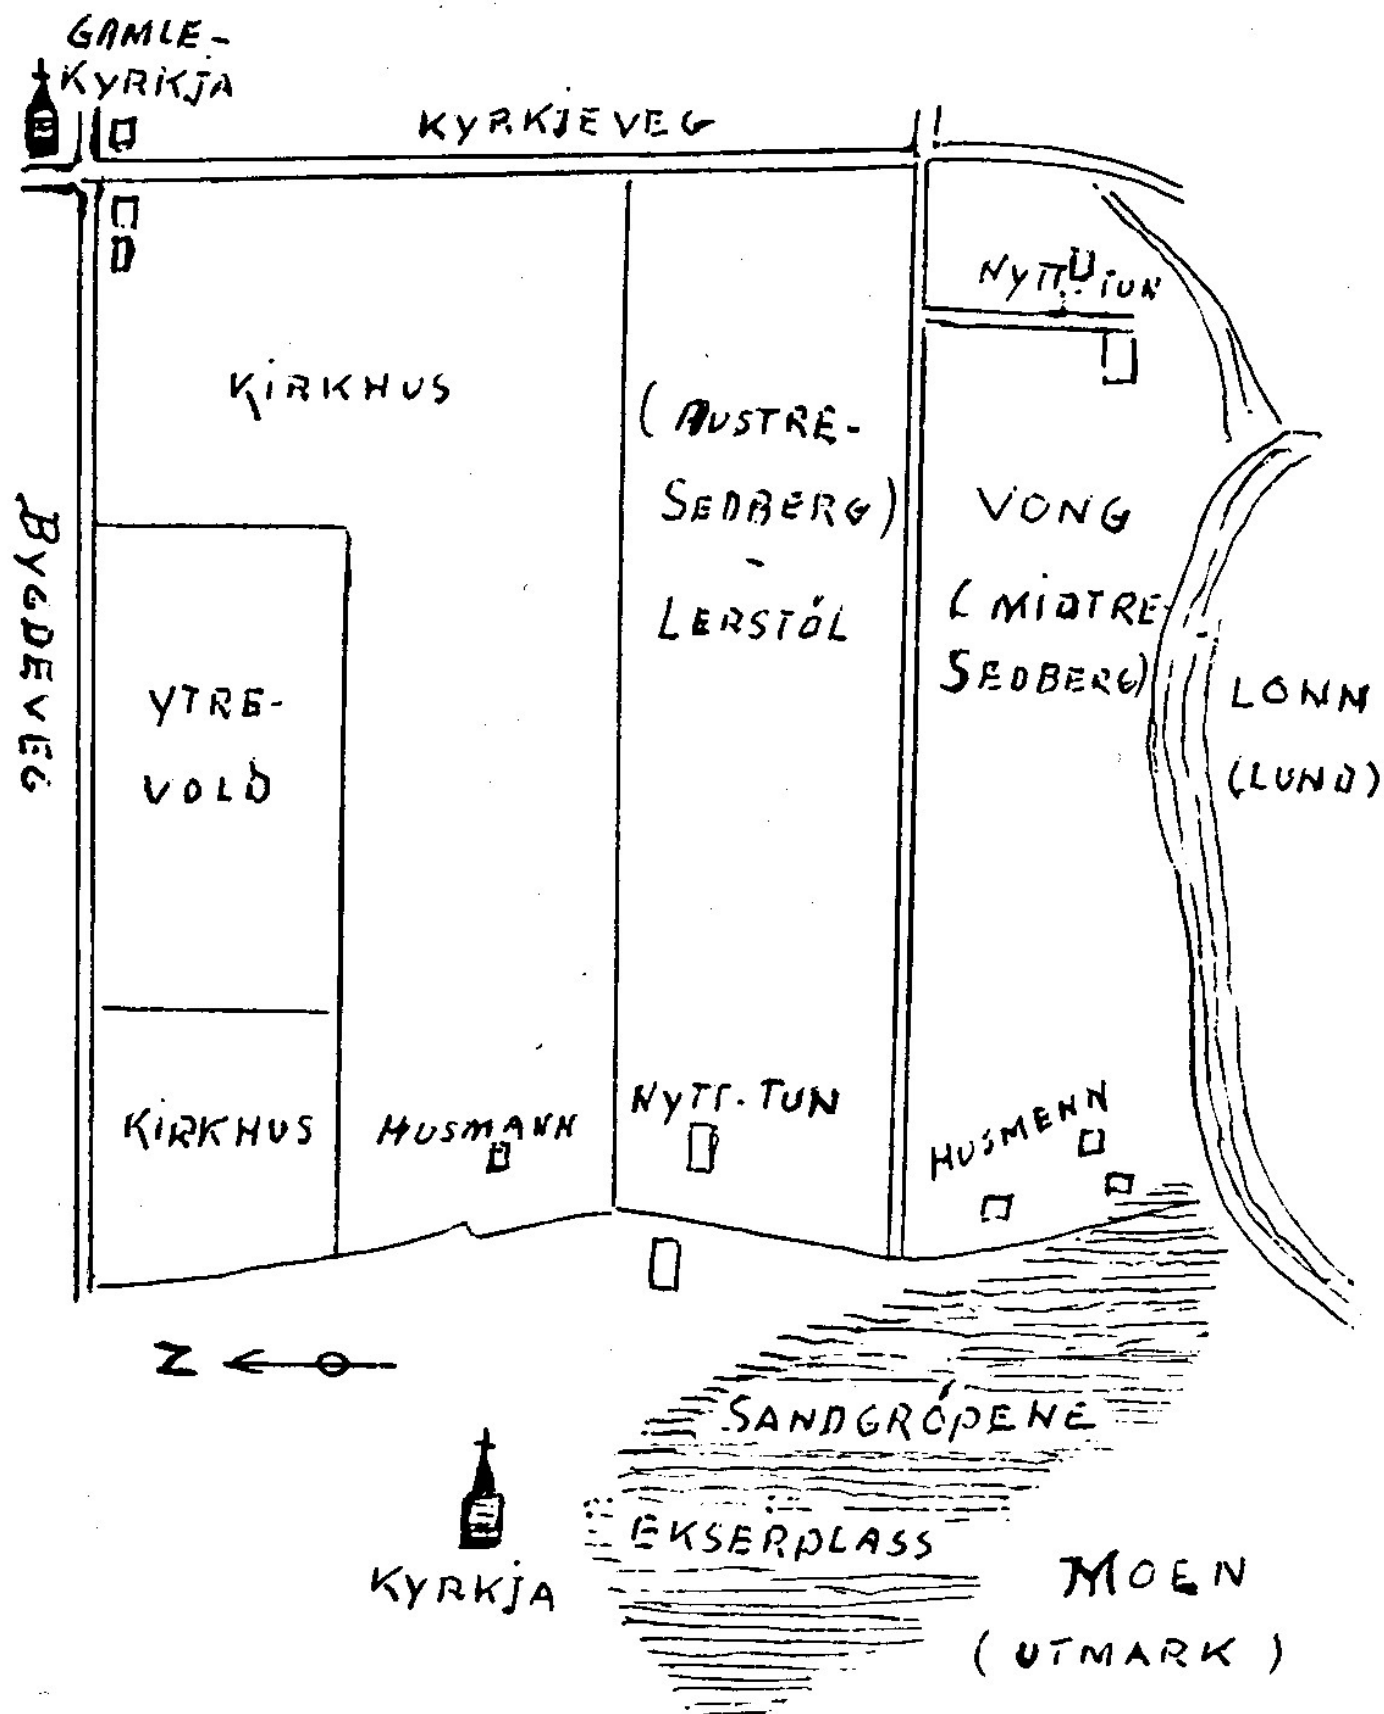 GAMLE-
KYRKJA
KYRKJEVEG
NYTT TUN
KIRKHUS
(AUSTRE-
SEDBERG)
-
LERSTÓL
VONG
(MIDTRE-
SEDBERG)
BYGDEVEG
YTRE-
VOLD
LONN
(LUND)
KIRKHUS
HUSMANN
NYTT-TUN
HUSMENN
N
SANDGRÓPENE
EKSERPLASS
KYRKJA
MOEN
(UTMARK)